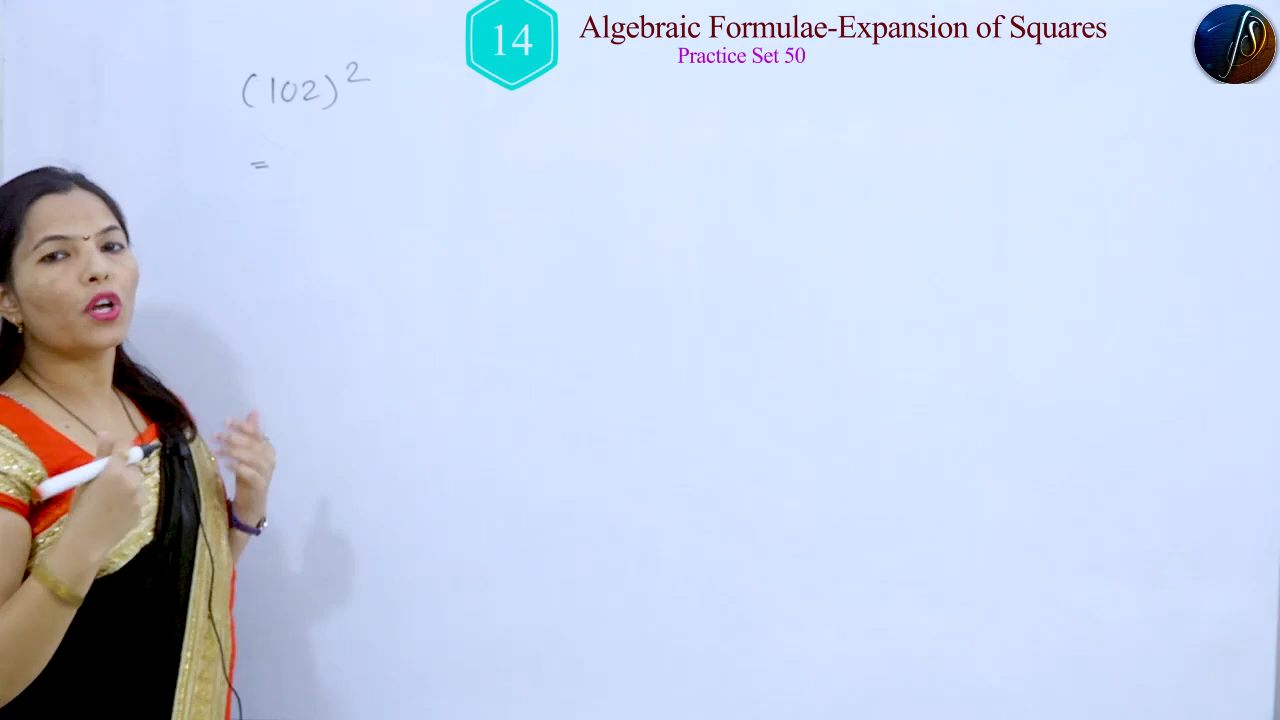 14
Algebraic Formulae-Expansion of Squares
Practice Set 50
(102)²
=